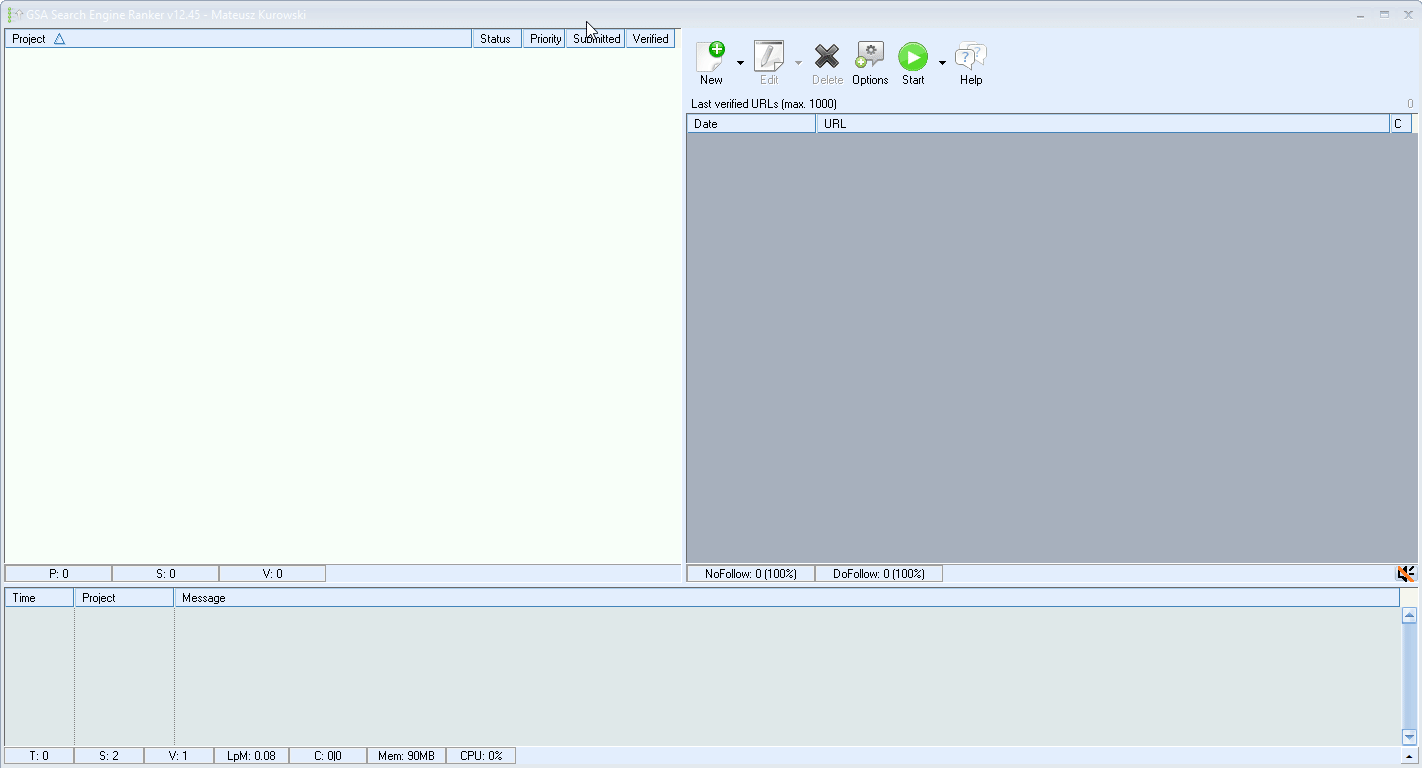 GSA Search Engine Ranker v12.45 - Mateusz Kurowski
Project Status Priority Submitted Verified
New Edit Delete Options Start Help
Last verified URLs (max. 1000) 0
Date URL C
P: 0 S: 0 V: 0
NoFollow: 0 (100%) DoFollow: 0 (100%)
Time Project Message
T: 0 S: 2 V: 1 LpM: 0.08 C: 0|0 Mem: 90MB CPU: 0%